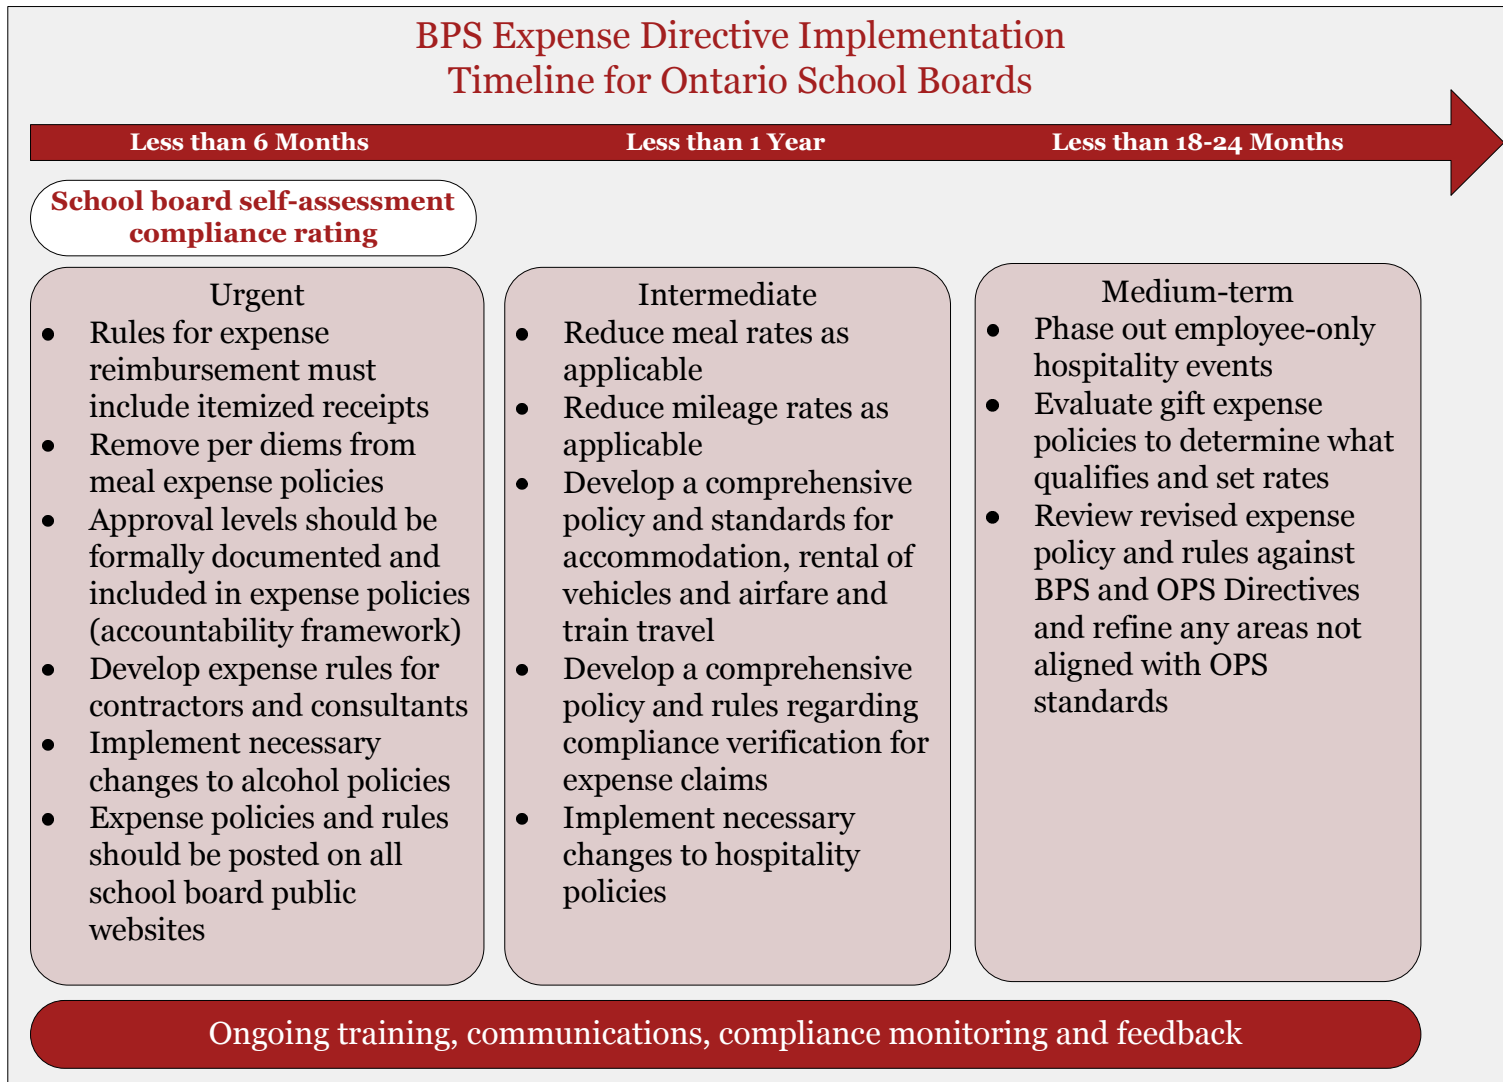 BPS Expense Directive Implementation
Timeline for Ontario School Boards
Less than 6 Months
Less than 1 Year
Less than 18-24 Months
School board self-assessment
compliance rating
Urgent
• Rules for expense
reimbursement must
include itemized receipts
• Remove per diems from
meal expense policies
• Approval levels should be
formally documented and
included in expense policies
(accountability framework)
• Develop expense rules for
contractors and consultants
• Implement necessary
changes to alcohol policies
• Expense policies and rules
should be posted on all
school board public
websites
Intermediate
• Reduce meal rates as
applicable
• Reduce mileage rates as
applicable
• Develop a comprehensive
policy and standards for
accommodation, rental of
vehicles and airfare and
train travel
• Develop a comprehensive
policy and rules regarding
compliance verification for
expense claims
• Implement necessary
changes to hospitality
policies
Medium-term
• Phase out employee-only
hospitality events
• Evaluate gift expense
policies to determine what
qualifies and set rates
• Review revised expense
policy and rules against
BPS and OPS Directives
and refine any areas not
aligned with OPS
standards
Ongoing training, communications, compliance monitoring and feedback